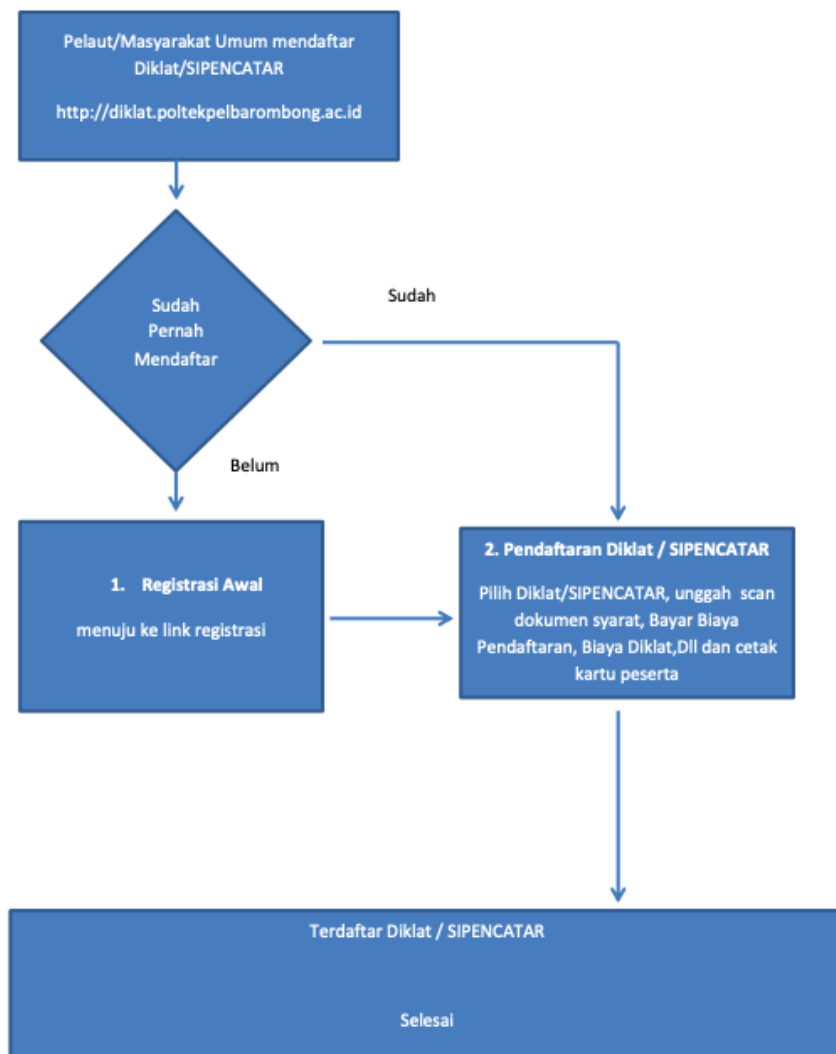 Pelaut/Masyarakat Umum mendaftar
Diklat/SIPENCATAR
http://diklat.poltekpelbarombong.ac.id
Sudah
Pernah
Mendaftar
Sudah
Belum
1. Registrasi Awal
menuju ke link registrasi
2. Pendaftaran Diklat / SIPENCATAR
Pilih Diklat/SIPENCATAR, unggah scan
dokumen syarat, Bayar Biaya
Pendaftaran, Biaya Diklat,Dll dan cetak
kartu peserta
Terdaftar Diklat / SIPENCATAR
Selesai